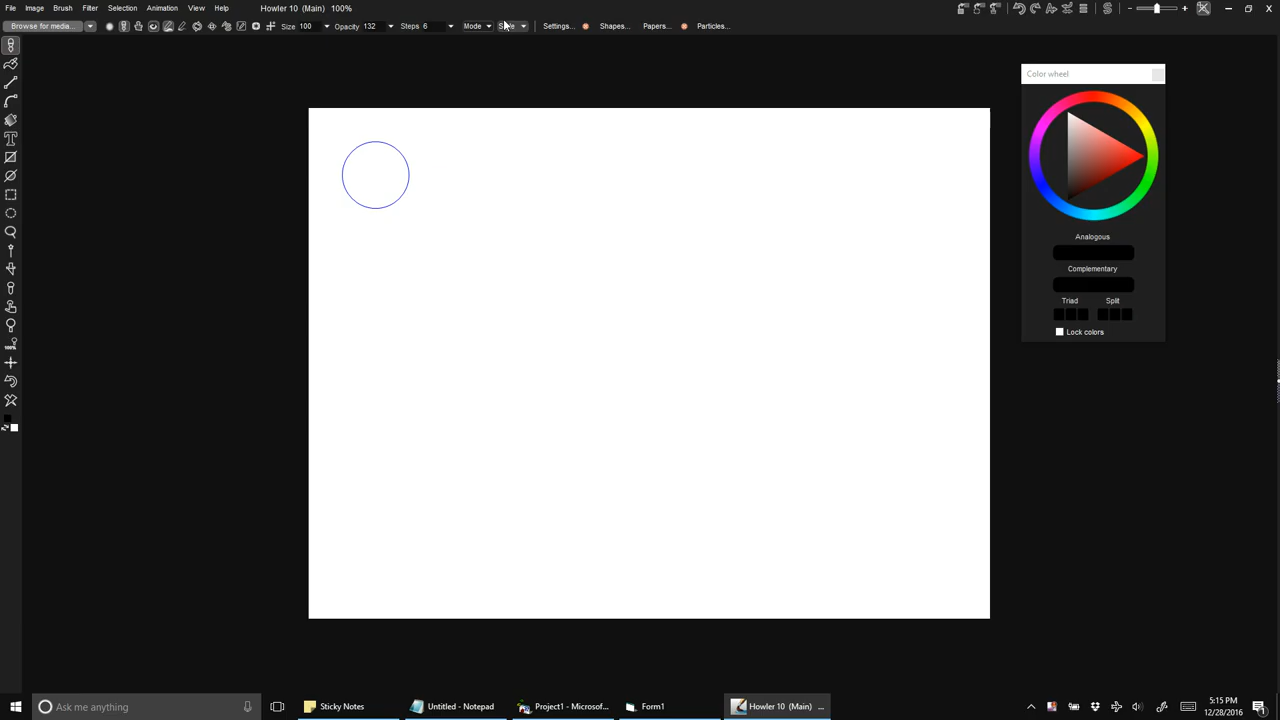 File Image Brush Filter Selection Animation View Help Howler 10 (Main) 100%
Browse for media... Size 100 Opacity 132 Steps 6 Mode Settings... Shapes... Papers... Particles...
Color wheel
Analogous
Complementary
Triad Split
Lock colors
100%
Ask me anything Sticky Notes Untitled - Notepad Project1 - Microsof... Form1 Howler 10 (Main) ...
5:15 PM
12/28/2016